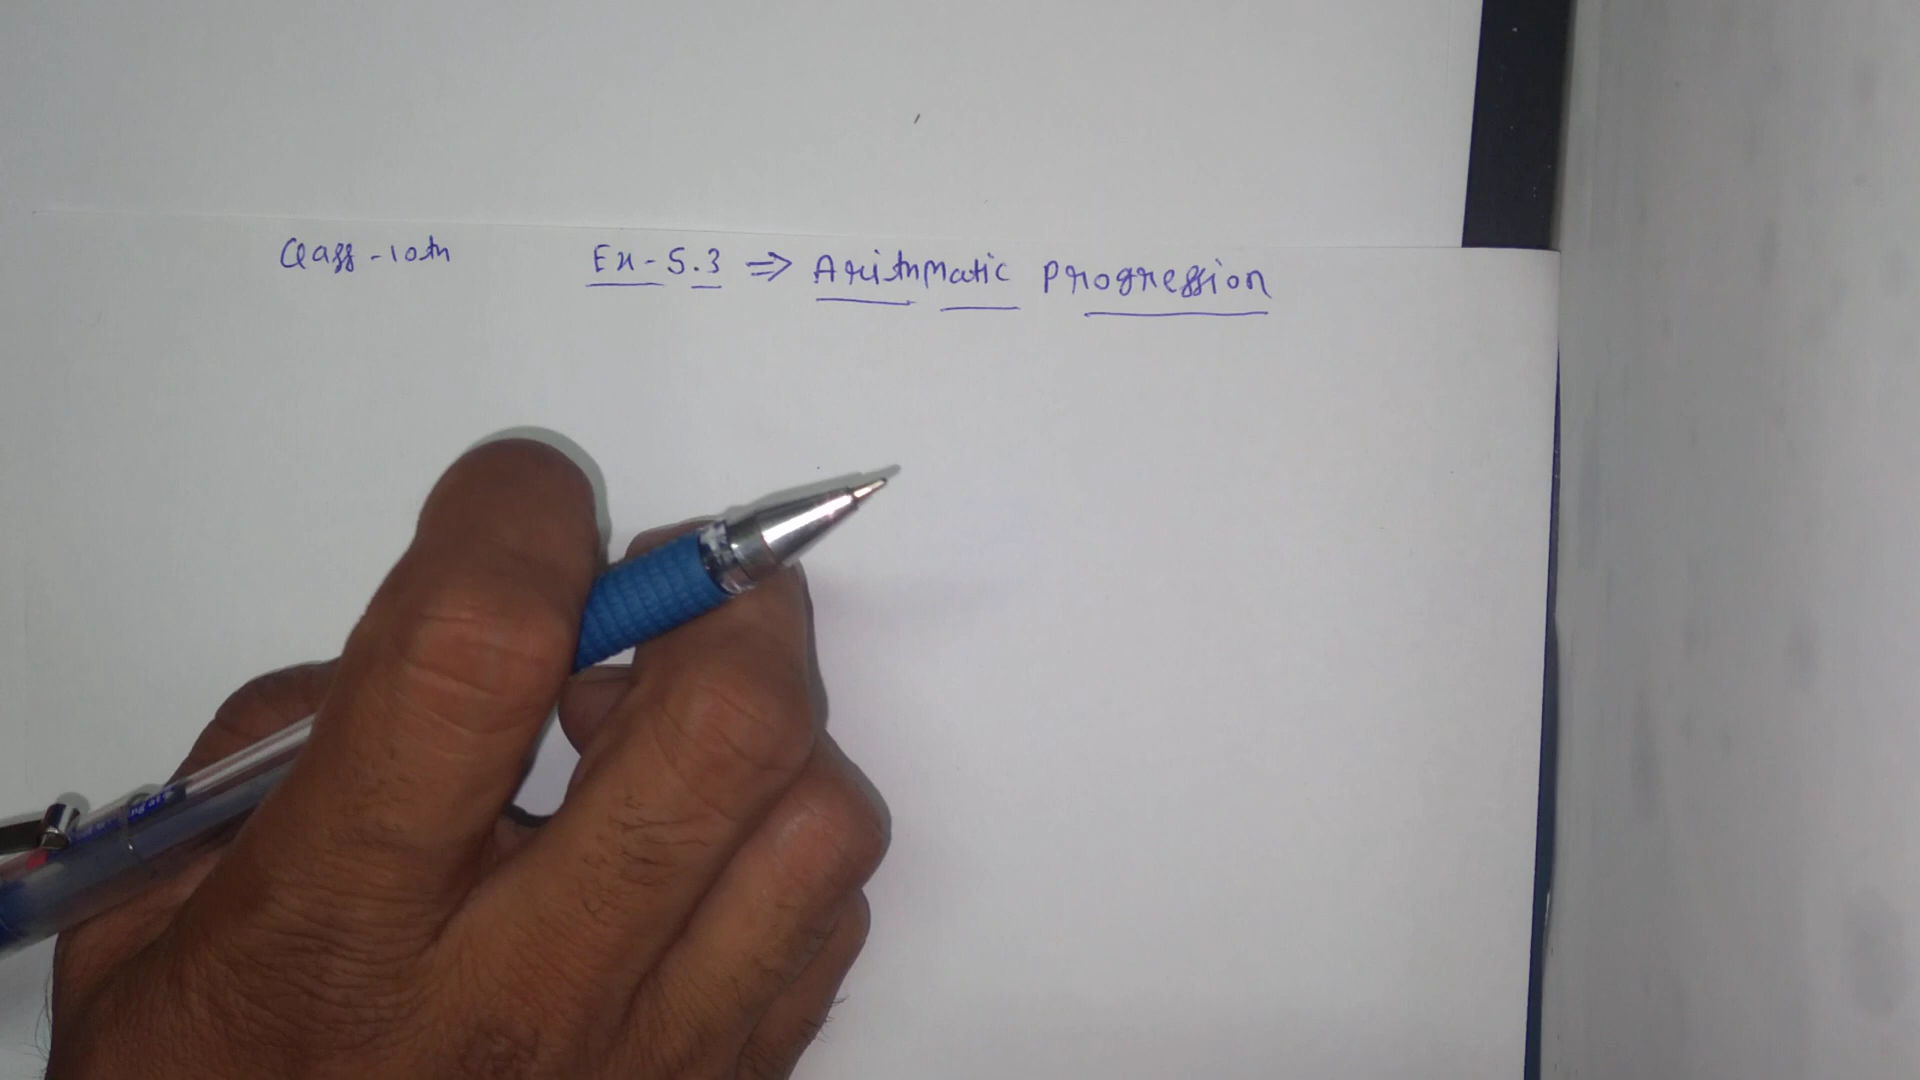 Class - 10th Ex - 5.3 ⇒ Arithmatic Progression